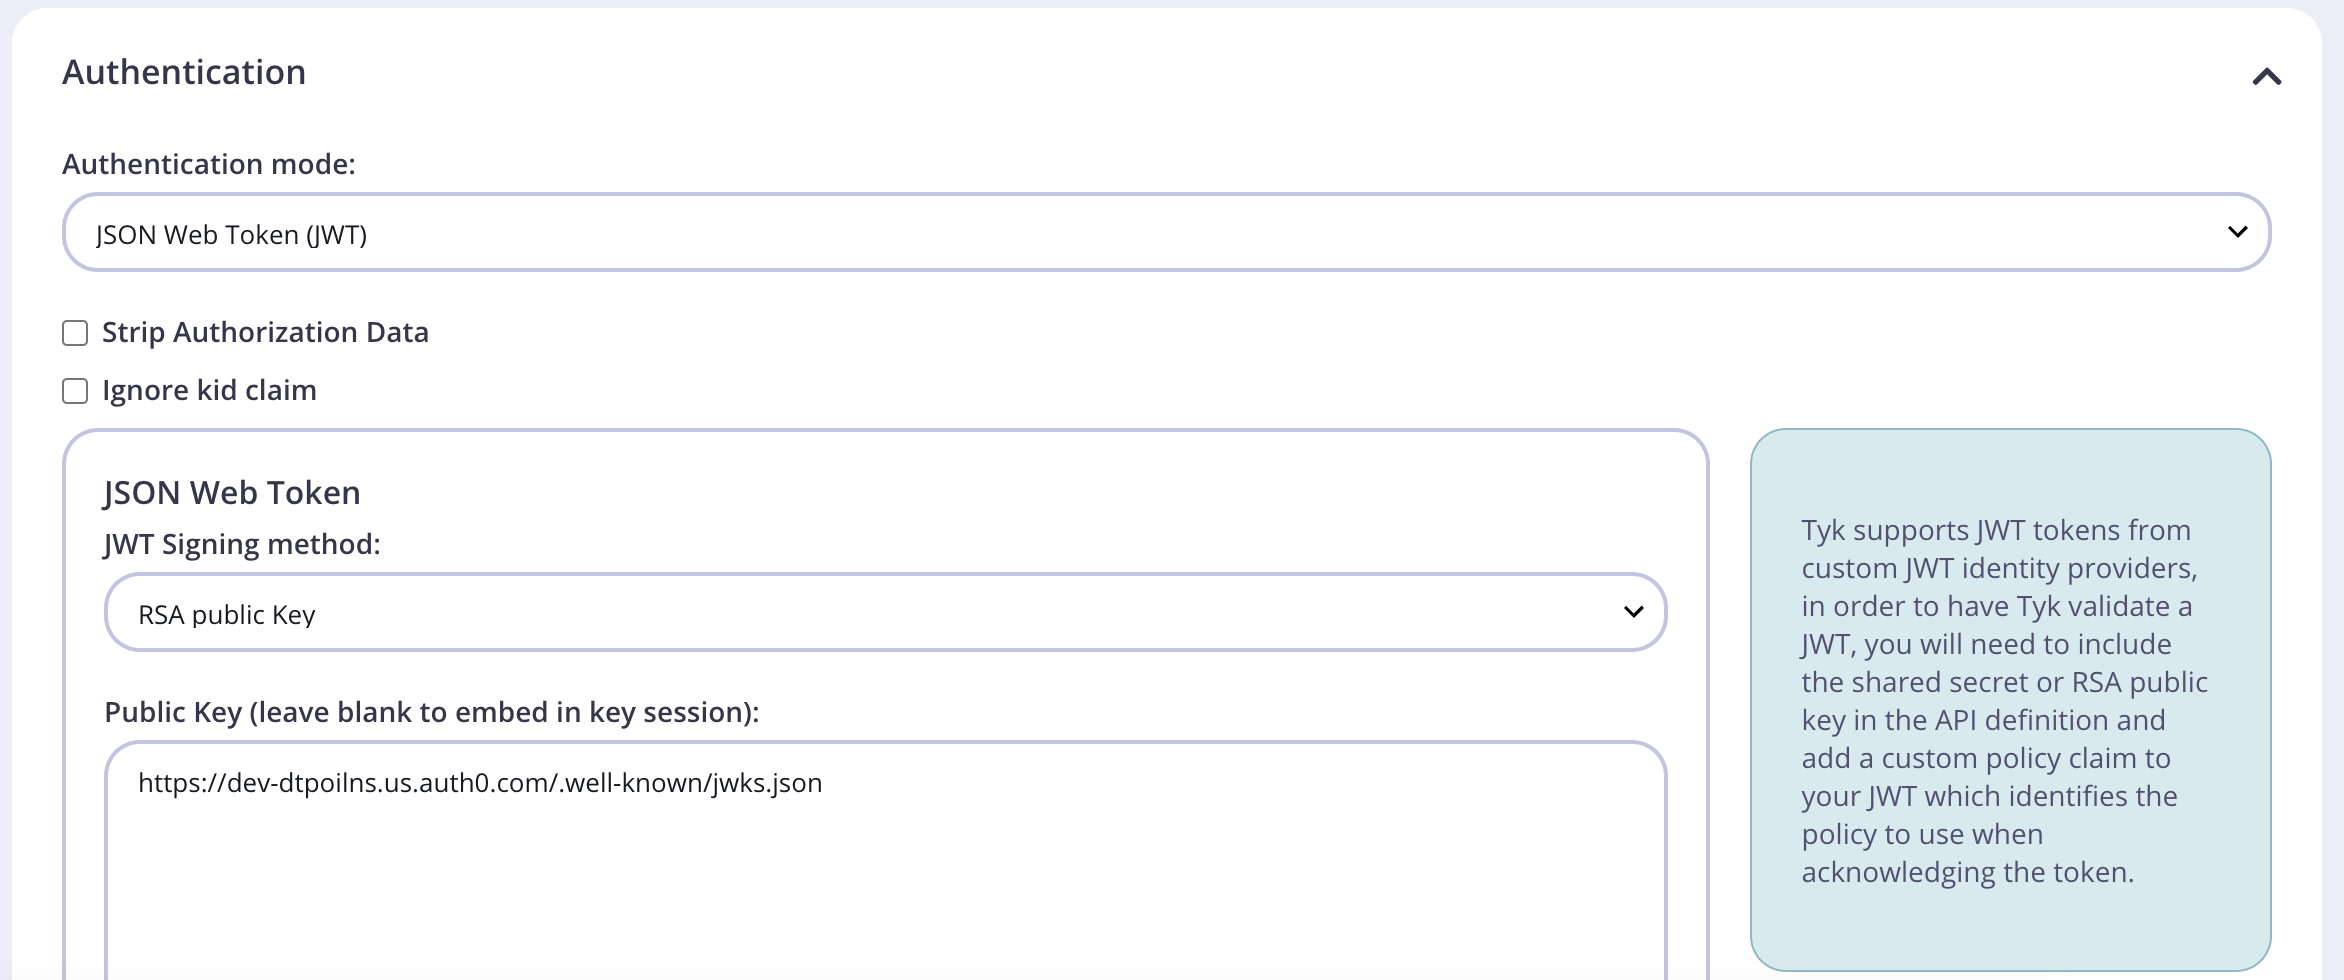 Authentication
Authentication mode:
JSON Web Token (JWT)
Strip Authorization Data
Ignore kid claim
JSON Web Token
JWT Signing method:
RSA public Key
Public Key (leave blank to embed in key session):
https://dev-dtpoilns.us.auth0.com/.well-known/jwks.json
Tyk supports JWT tokens from
custom JWT identity providers,
in order to have Tyk validate a
JWT, you will need to include
the shared secret or RSA public
key in the API definition and
add a custom policy claim to
your JWT which identifies the
policy to use when
acknowledging the token.